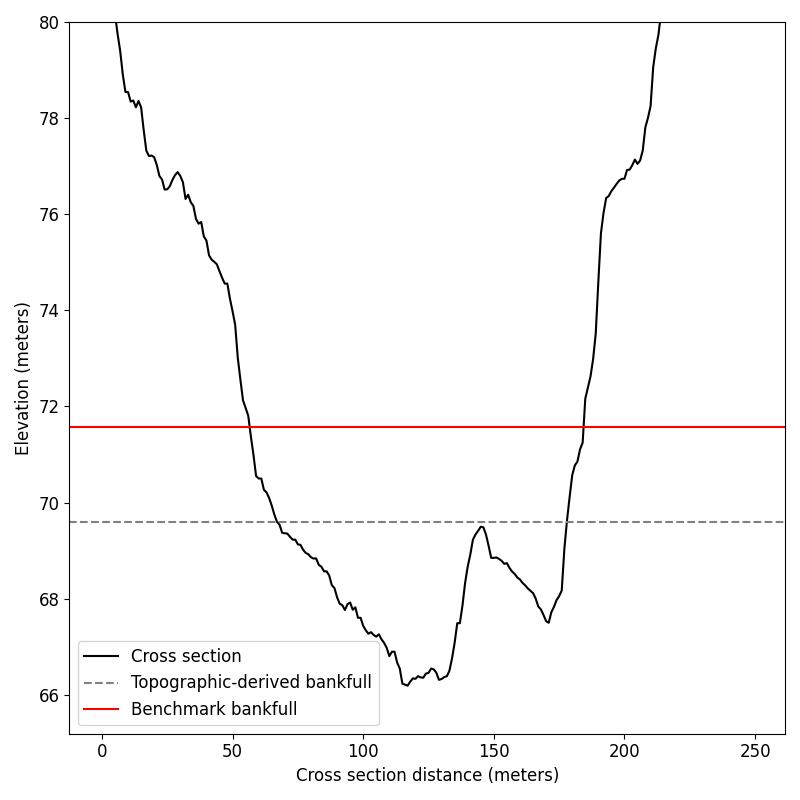 80
78
76
74
72
70
68
66
Elevation (meters)
Cross section
Topographic-derived bankfull
Benchmark bankfull
0 50 100 150 200 250
Cross section distance (meters)